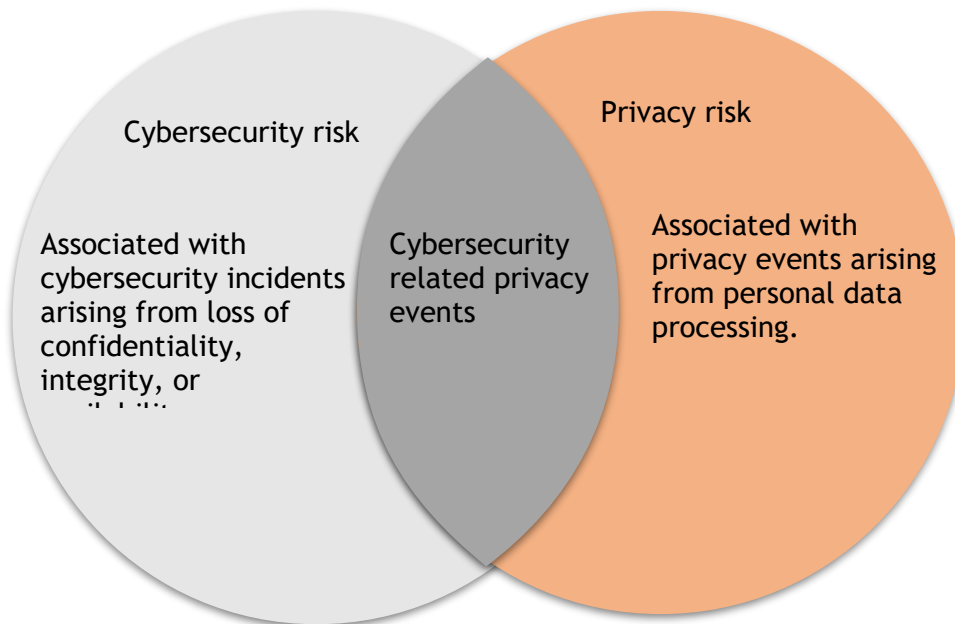 Cybersecurity risk
Associated with
cybersecurity incidents
arising from loss of
confidentiality,
integrity, or
Cybersecurity
related privacy
events
Privacy risk
Associated with
privacy events arising
from personal data
processing.